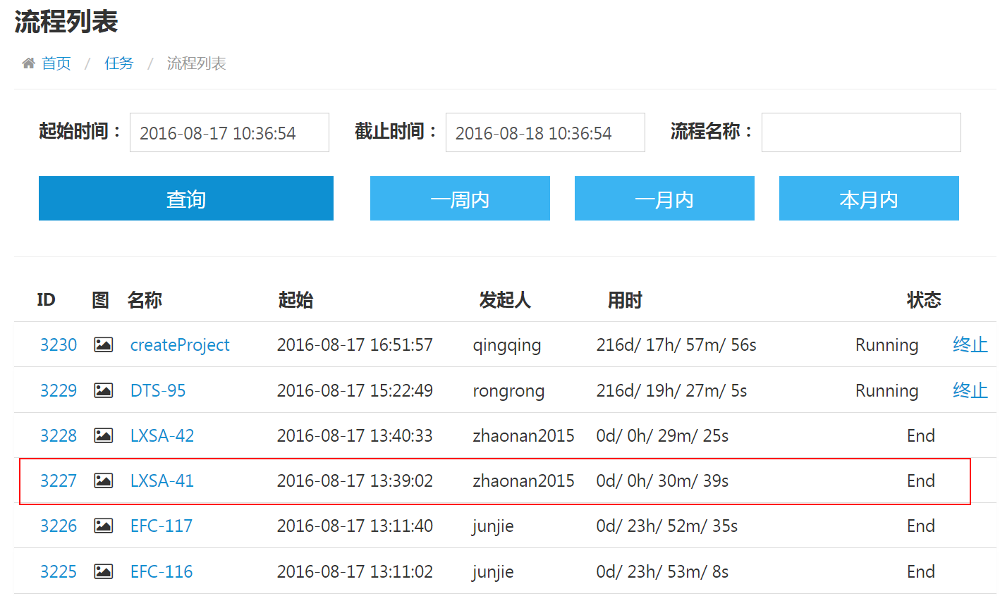 流程列表
首页 / 任务 / 流程列表
起始时间： 2016-08-17 10:36:54 截止时间： 2016-08-18 10:36:54 流程名称：
查询 一周内 一月内 本月内
ID 图 名称 起始 发起人 用时 状态
3230 createProject 2016-08-17 16:51:57 qingqing 216d/ 17h/ 57m/ 56s Running 终止
3229 DTS-95 2016-08-17 15:22:49 rongrong 216d/ 19h/ 27m/ 5s Running 终止
3228 LXSA-42 2016-08-17 13:40:33 zhaonan2015 0d/ 0h/ 29m/ 25s End
3227 LXSA-41 2016-08-17 13:39:02 zhaonan2015 0d/ 0h/ 30m/ 39s End
3226 EFC-117 2016-08-17 13:11:40 junjie 0d/ 23h/ 52m/ 35s End
3225 EFC-116 2016-08-17 13:11:02 junjie 0d/ 23h/ 53m/ 8s End